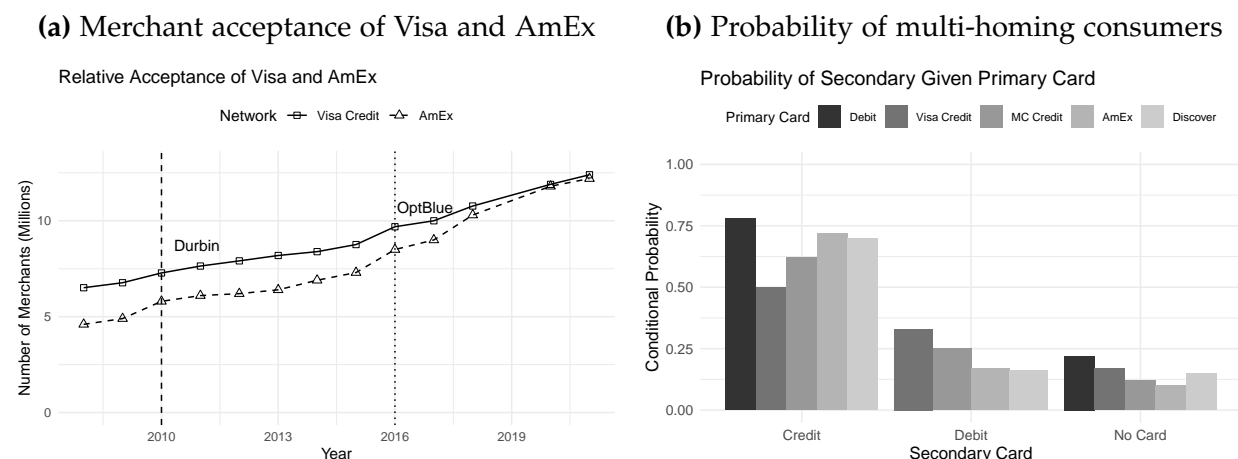 (a) Merchant acceptance of Visa and AmEx
Relative Acceptance of Visa and AmEx
Network Visa Credit AmEx
Number of Merchants (Millions)
10
5
0
Durbin
OptBlue
2010 2013 2016 2019
Year
(b) Probability of multi-homing consumers
Probability of Secondary Given Primary Card
Primary Card Debit Visa Credit MC Credit AmEx Discover
Conditional Probability
1.00
0.75
0.50
0.25
0.00
Credit Debit No Card
Secondary Card